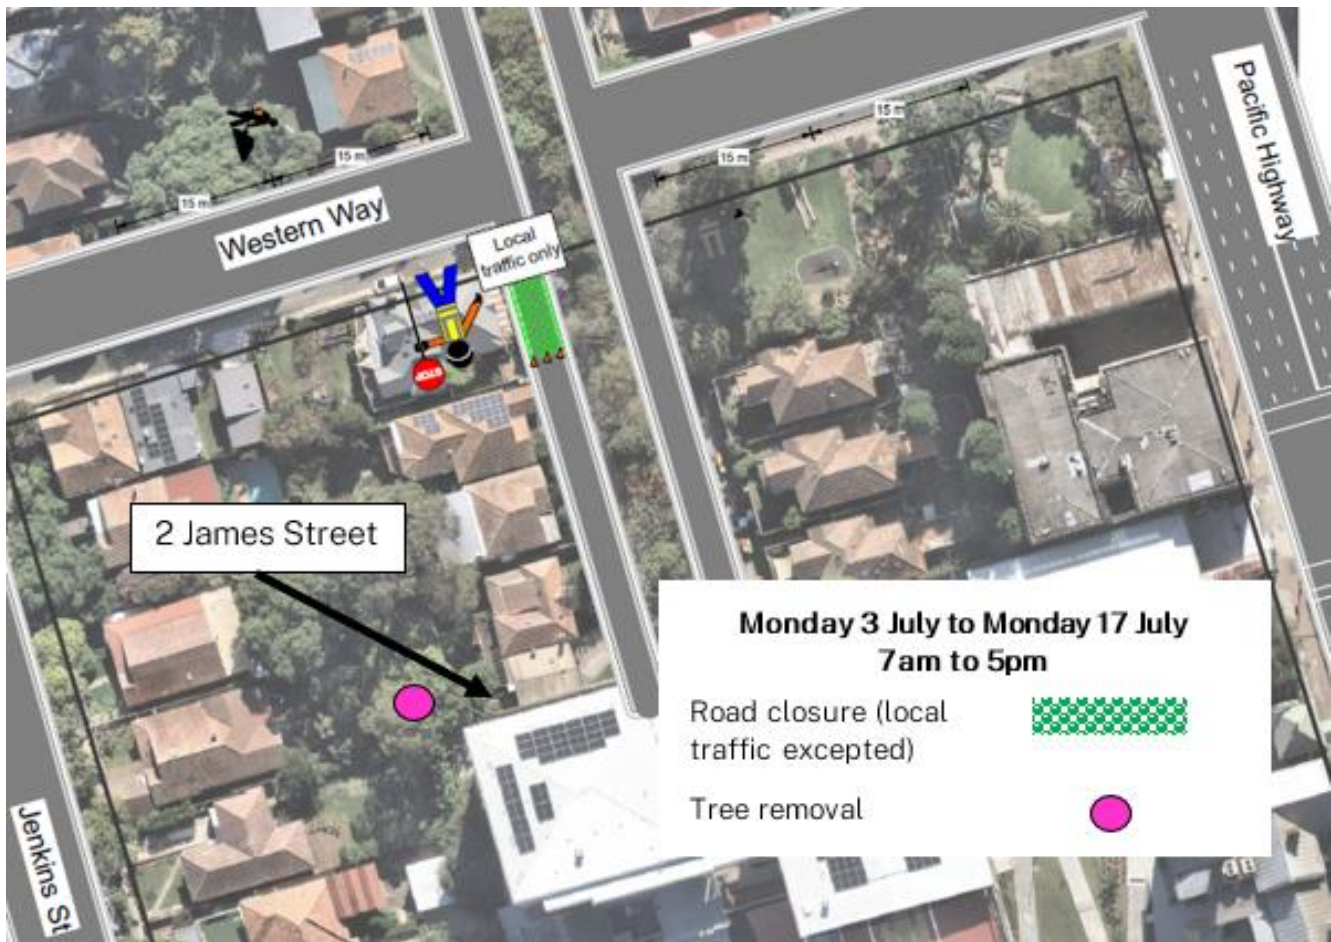 Pacific Highway
15 m
15 m
15 m
15 m
Western Way
Local
traffic only
STOP
2 James Street
Monday 3 July to Monday 17 July
7am to 5pm
Road closure (local
traffic excepted)
Tree removal
Jenkins St